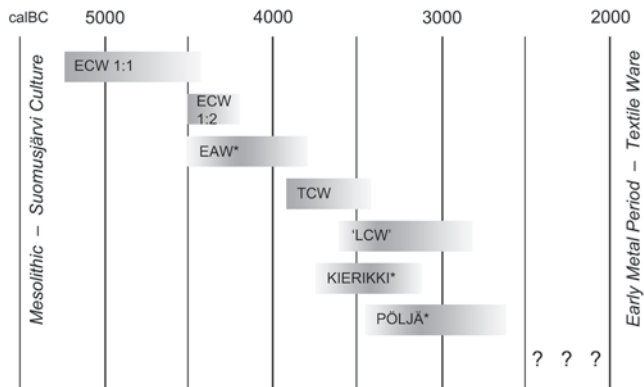 calBC 5000 4000 3000 2000
Mesolithic – Suomusjärvi Culture
ECW 1:1
ECW
1:2
EAW*
TCW
'LCW'
KIERIKKI*
PÖLJÄ*
? ? ?
Early Metal Period – Textile Ware